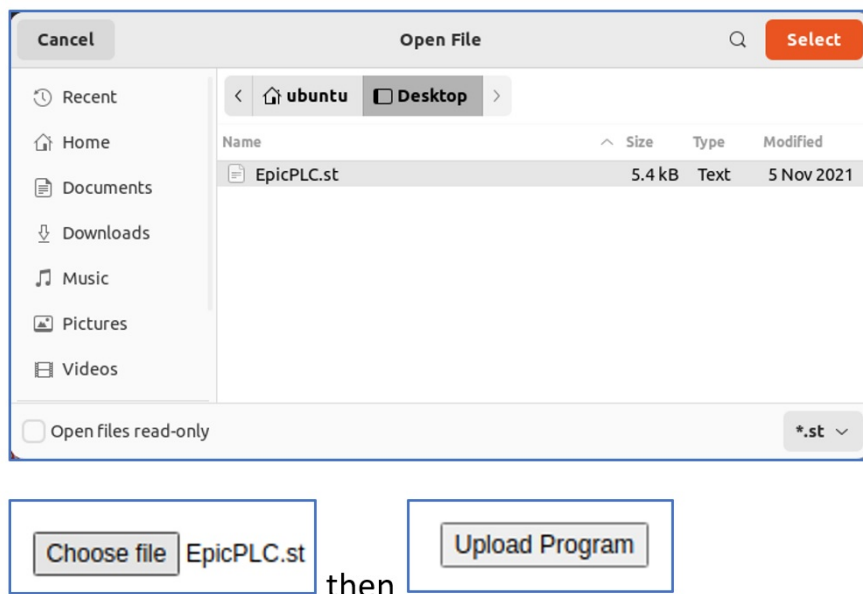 Cancel Open File Select
Recent
ubuntu Desktop
Home
Name Size Type Modified
Documents
EpicPLC.st 5.4 kB Text 5 Nov 2021
Downloads
Music
Pictures
Videos
Open files read-only *.st
Choose file EpicPLC.st then Upload Program